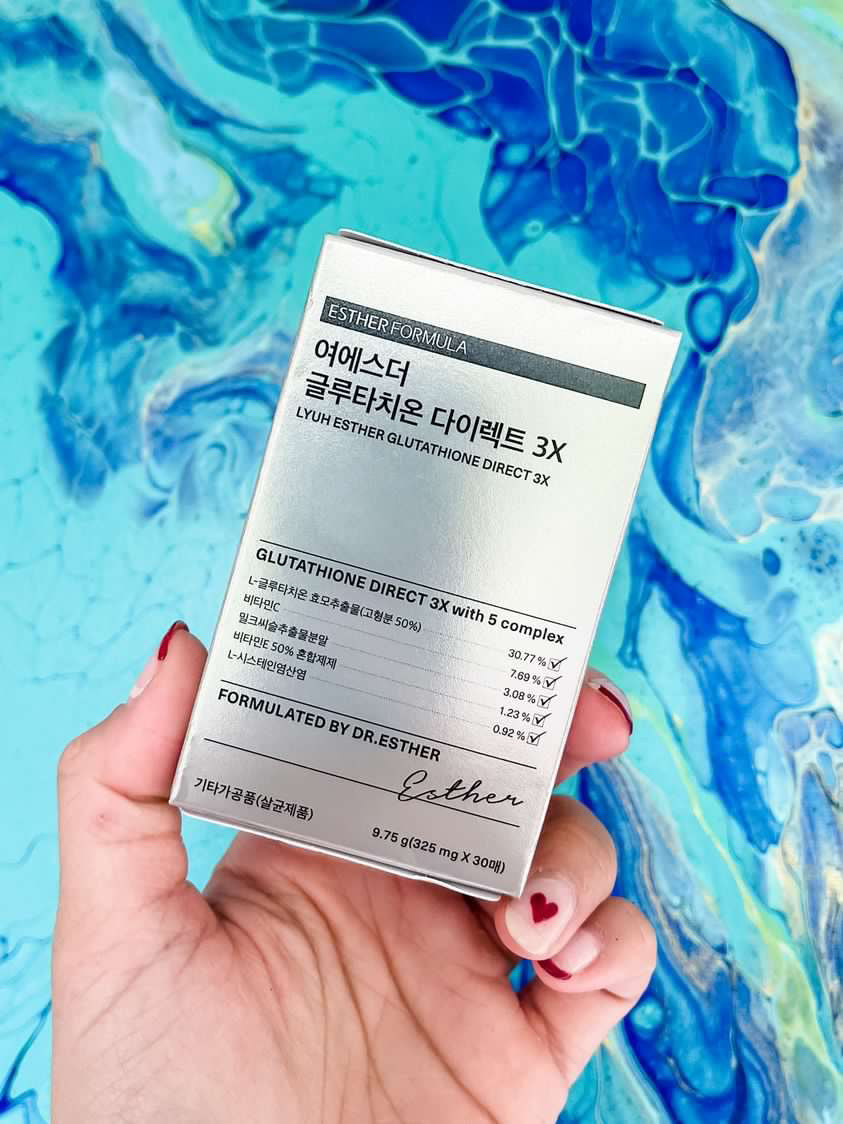 ESTHER FORMULA
여에스더
글루타치온 다이렉트 3X
LYUH ESTHER GLUTATHIONE DIRECT 3X
GLUTATHIONE DIRECT 3X with 5 complex
L-글루타치온 효모추출물(고형분 50%) 30.77 %
비타민C 7.69 %
밀크씨슬추출물분말 3.08 %
비타민E 50% 혼합제제 1.23 %
L-시스테인염산염 0.92 %
FORMULATED BY DR.ESTHER
Esther
기타가공품(살균제품)
9.75 g(325 mg X 30매)